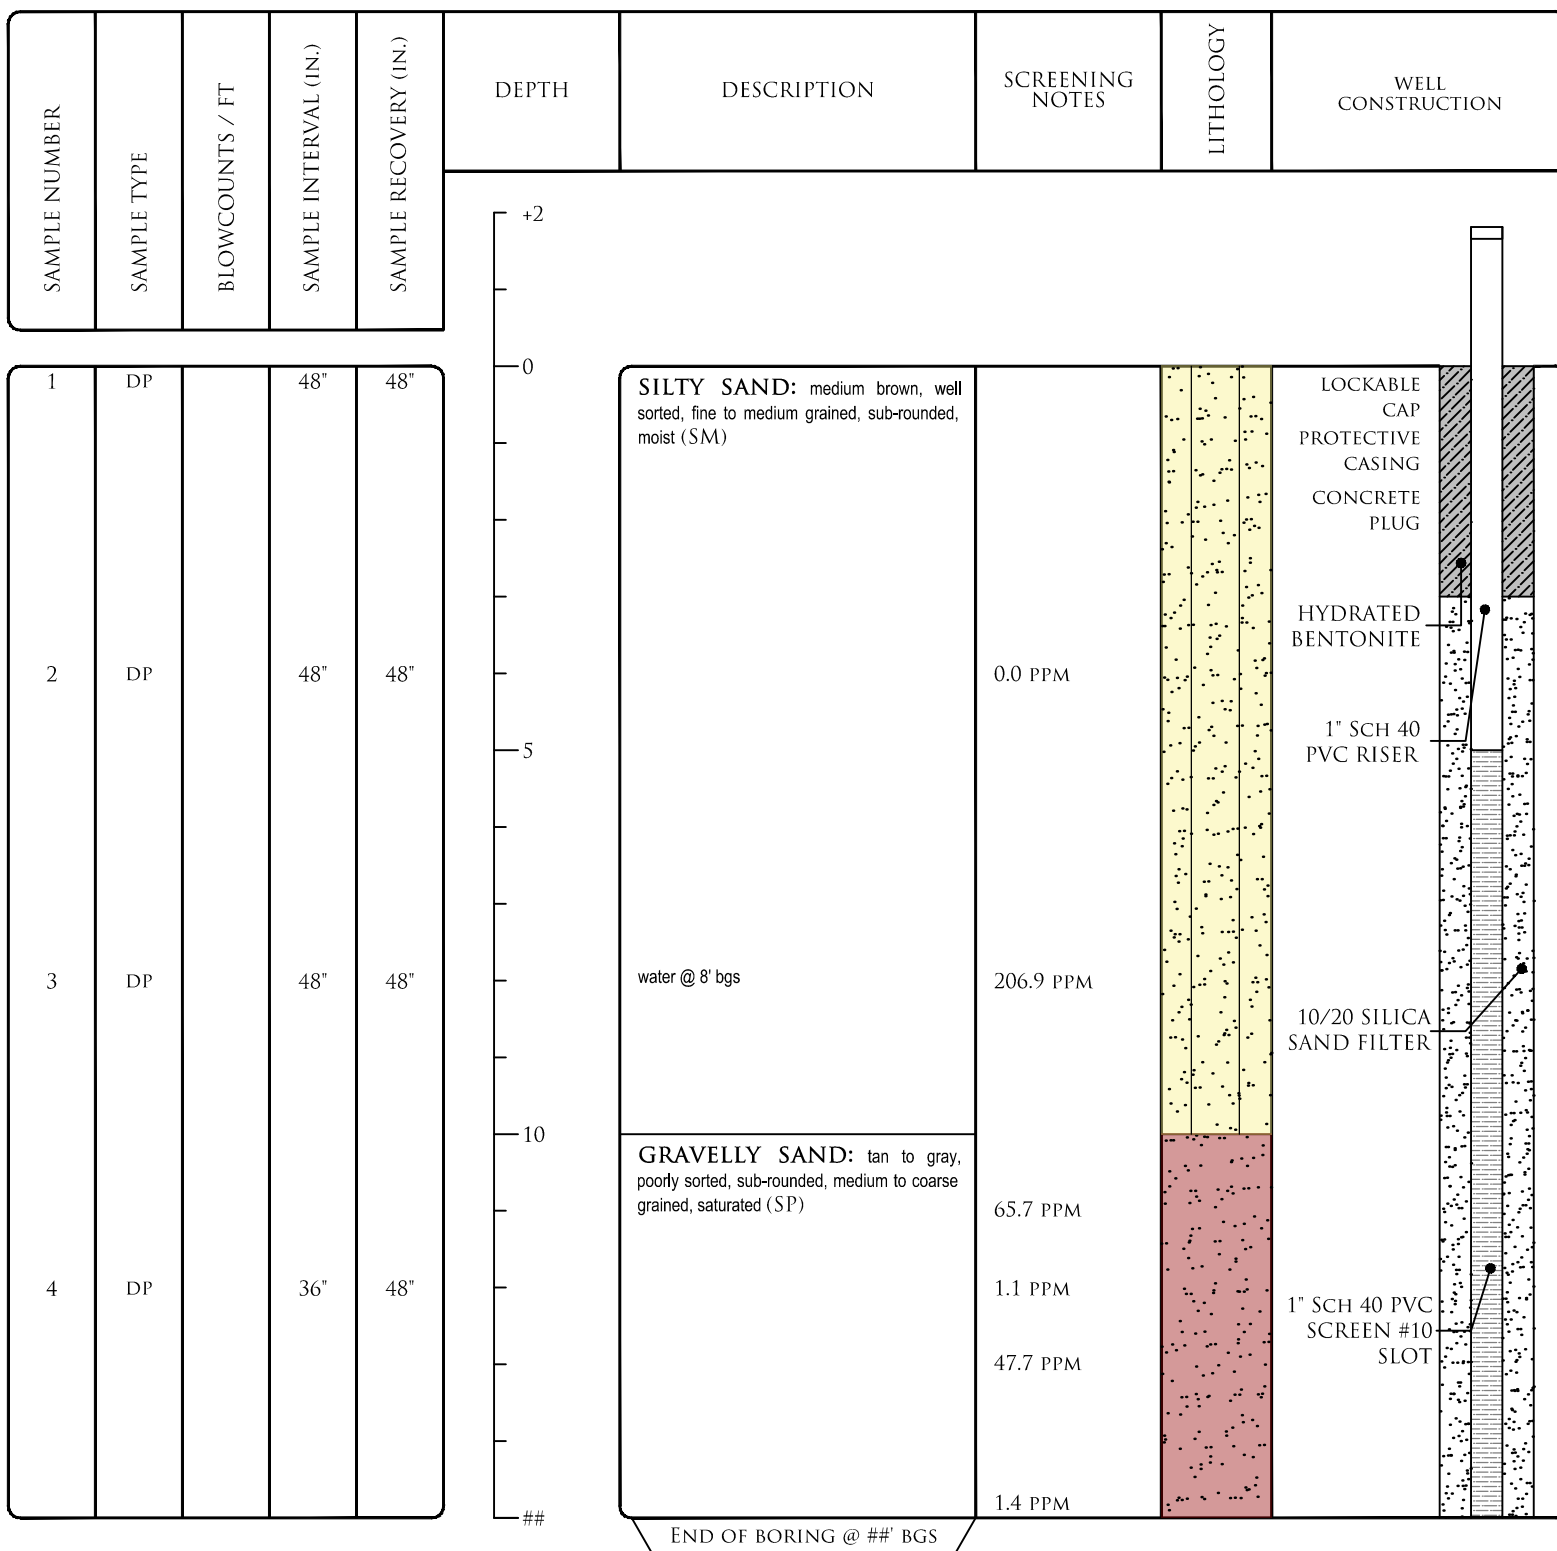 SAMPLE NUMBER
SAMPLE TYPE
BLOWCOUNTS / FT
SAMPLE INTERVAL (IN.)
SAMPLE RECOVERY (IN.)
DEPTH
DESCRIPTION
SCREENING
NOTES
LITHOLOGY
WELL
CONSTRUCTION
+2
0
5
10
##
1 DP 48" 48"
2 DP 48" 48"
3 DP 48" 48"
4 DP 36" 48"
SILTY SAND: medium brown, well
sorted, fine to medium grained, sub-rounded,
moist (SM)
water @ 8' bgs
GRAVELLY SAND: tan to gray,
poorly sorted, sub-rounded, medium to coarse
grained, saturated (SP)
END OF BORING @ ##' BGS
0.0 PPM
206.9 PPM
65.7 PPM
1.1 PPM
47.7 PPM
1.4 PPM
LOCKABLE
CAP
PROTECTIVE
CASING
CONCRETE
PLUG
HYDRATED
BENTONITE
1" SCH 40
PVC RISER
10/20 SILICA
SAND FILTER
1" SCH 40 PVC
SCREEN #10
SLOT